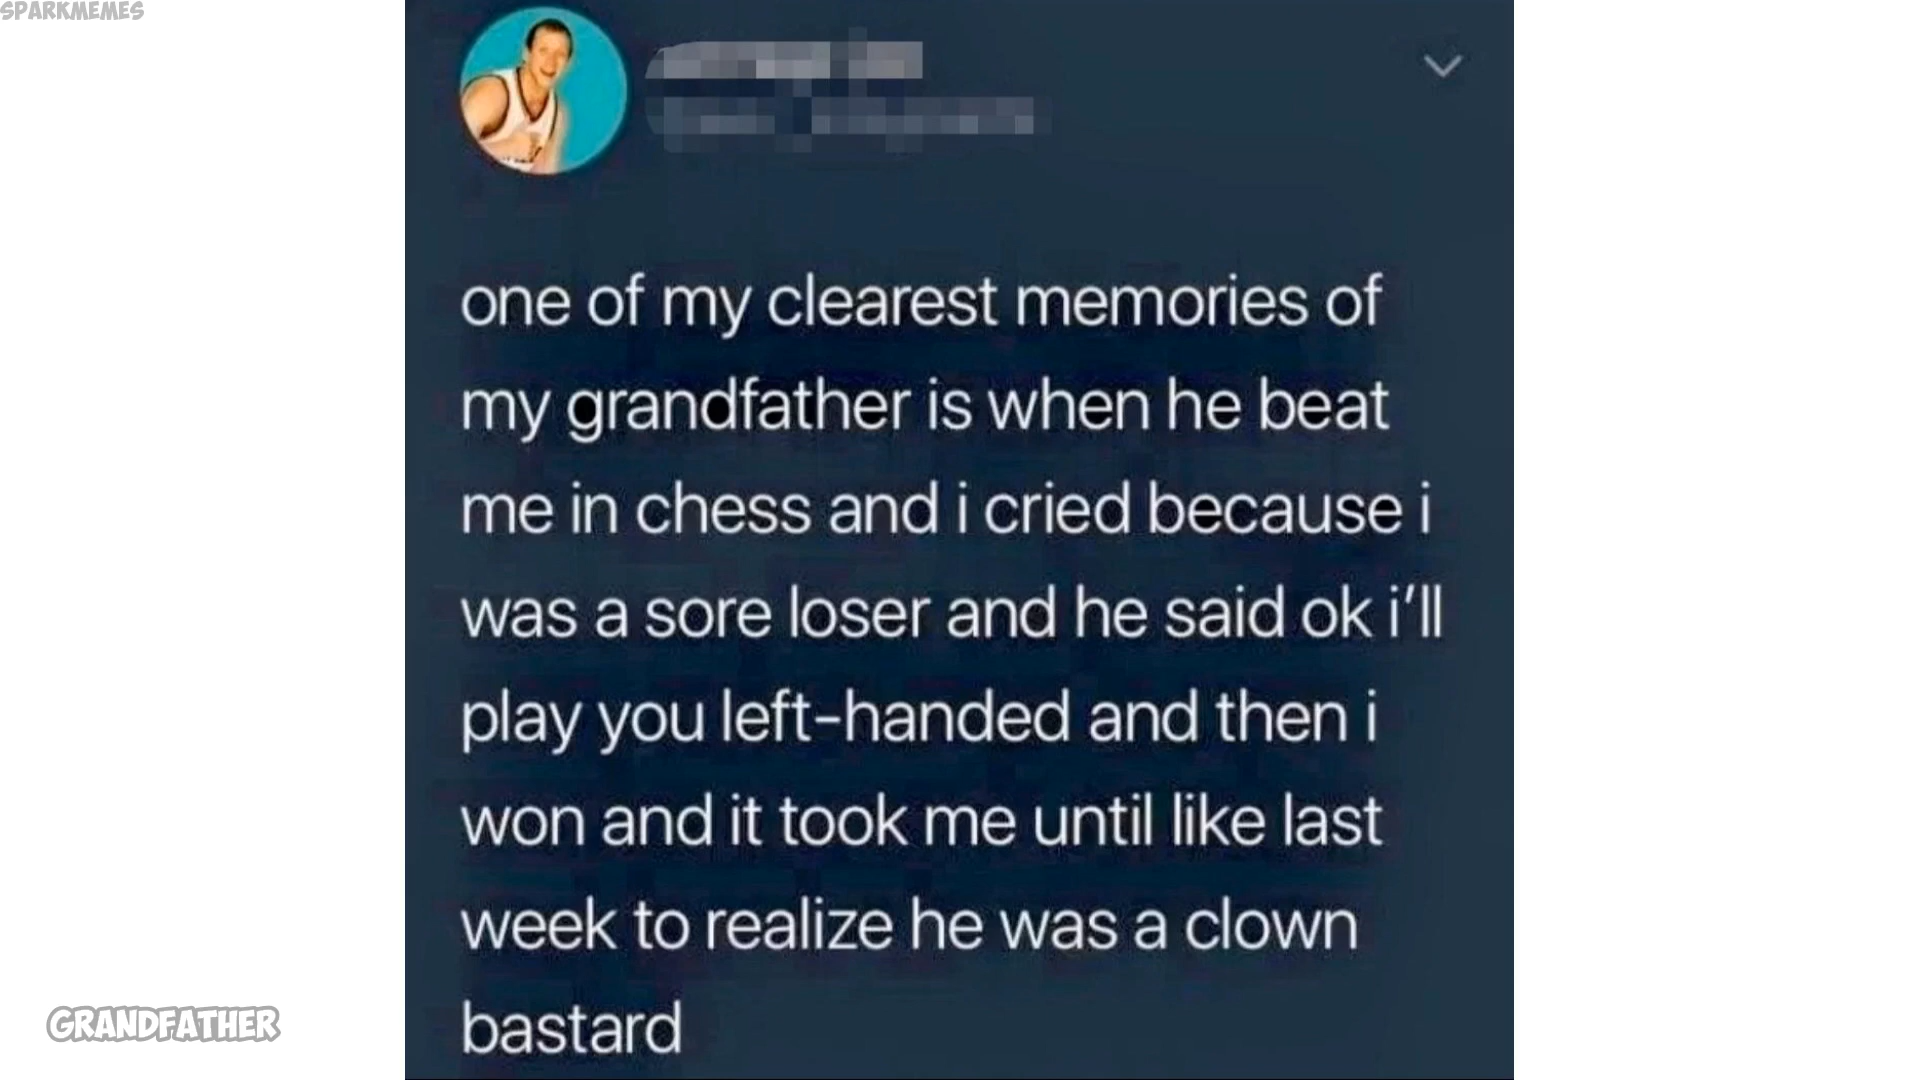 SPARKMEMES
one of my clearest memories of
my grandfather is when he beat
me in chess and i cried because i
was a sore loser and he said ok i'll
play you left-handed and then i
won and it took me until like last
week to realize he was a clown
bastard
GRANDFATHER